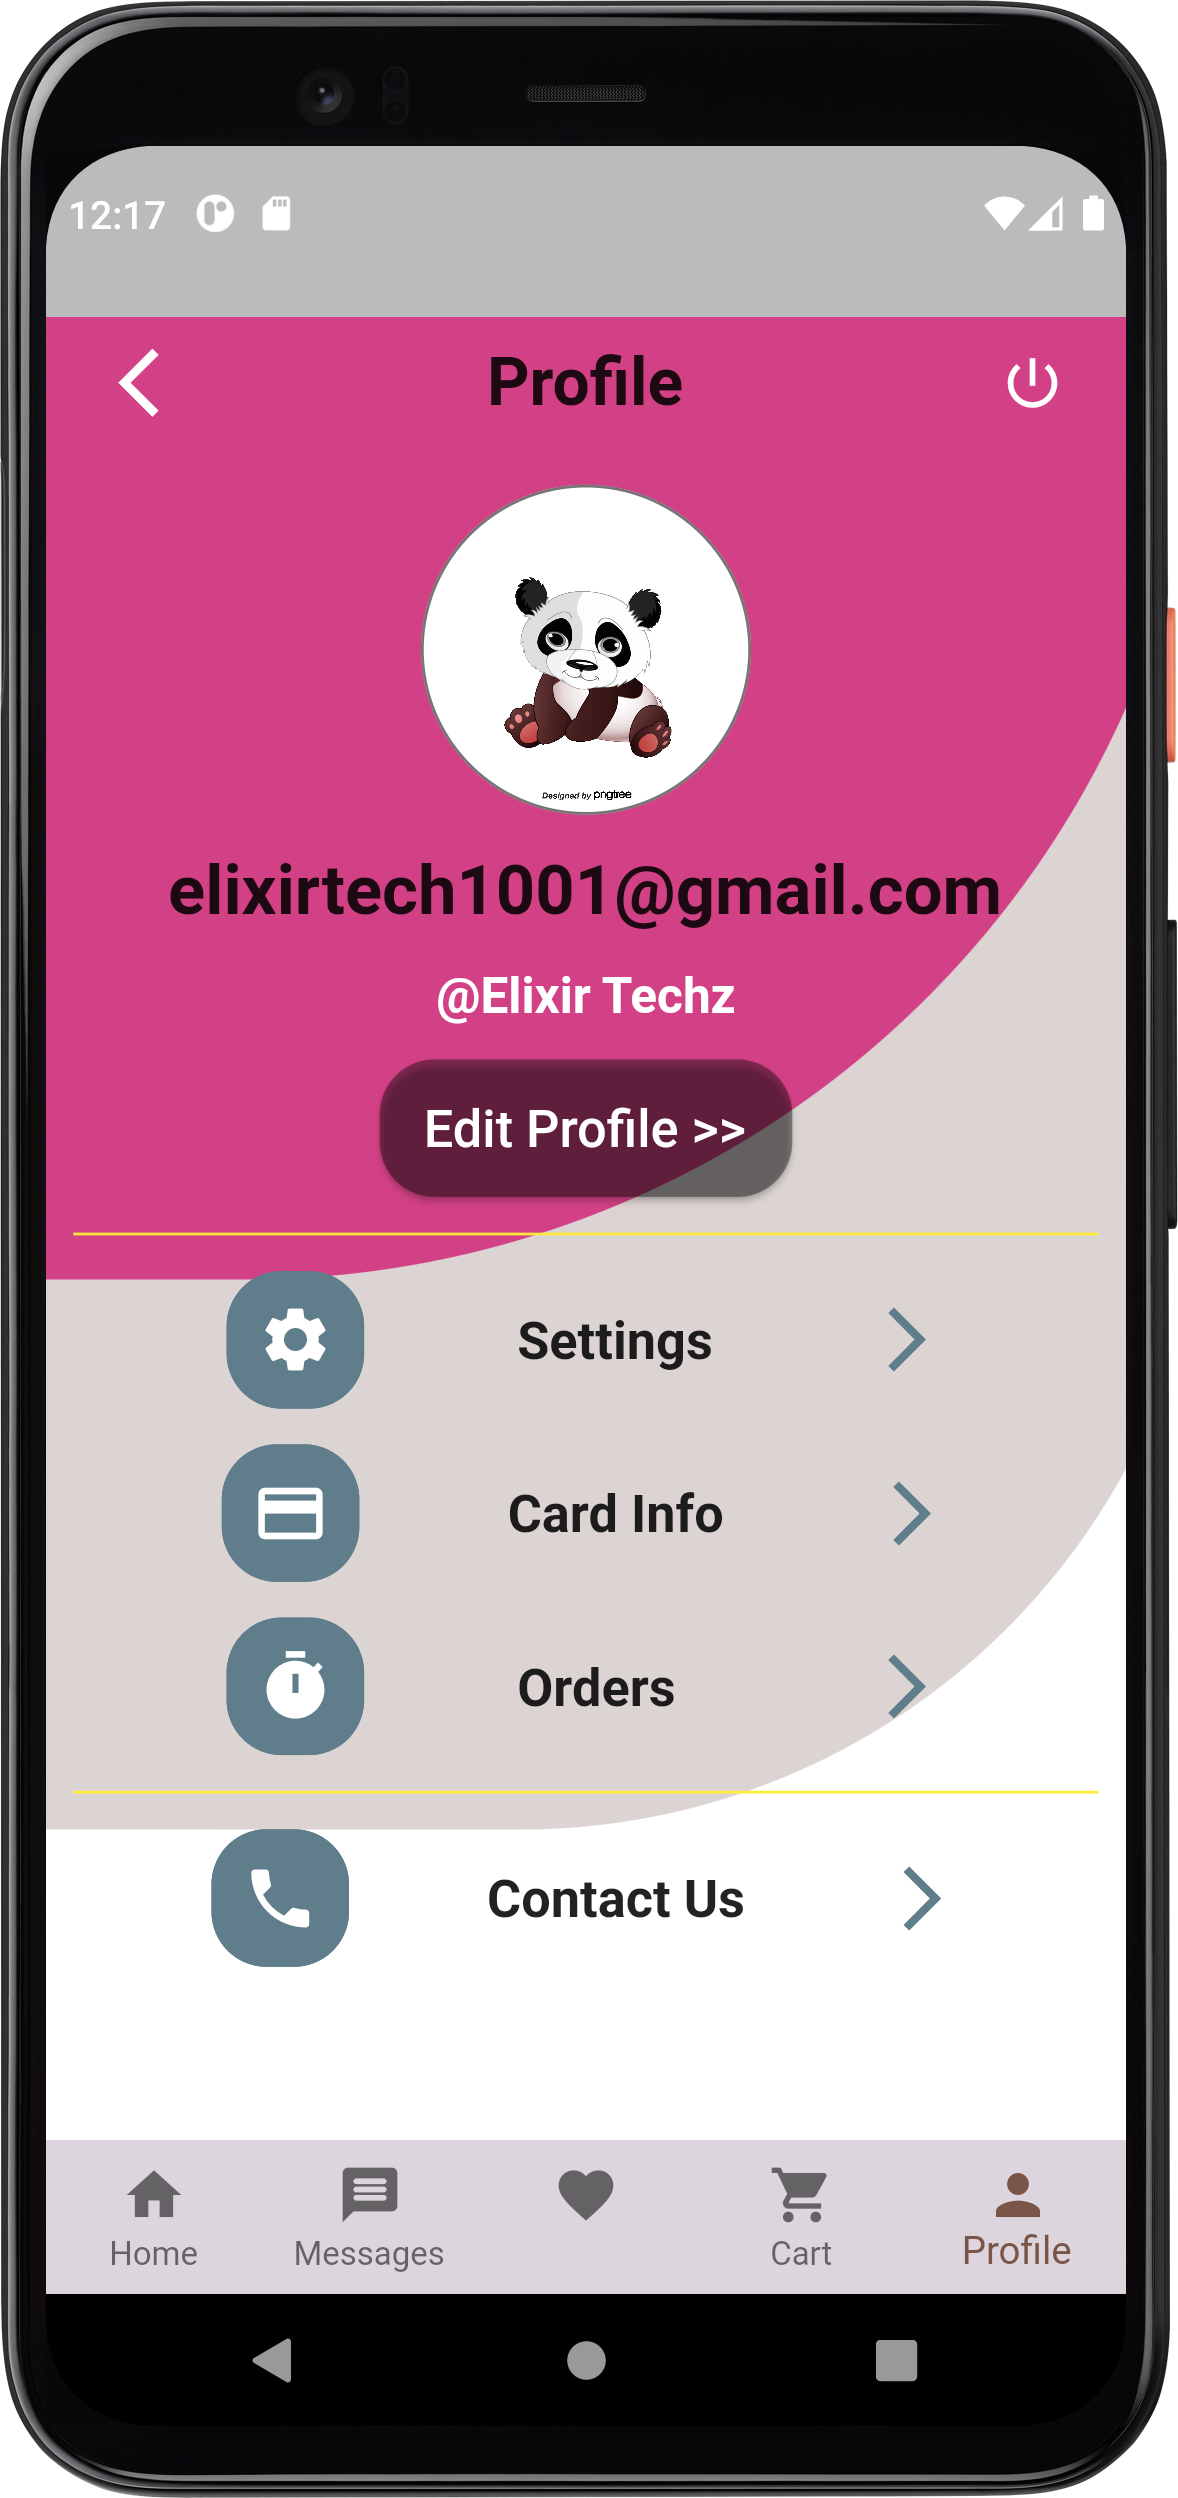 12:17
Profile
Designed by pngtree
elixirtech1001@gmail.com
@Elixir Techz
Edit Profile >>
Settings
Card Info
Orders
Contact Us
Home
Messages
Cart
Profile